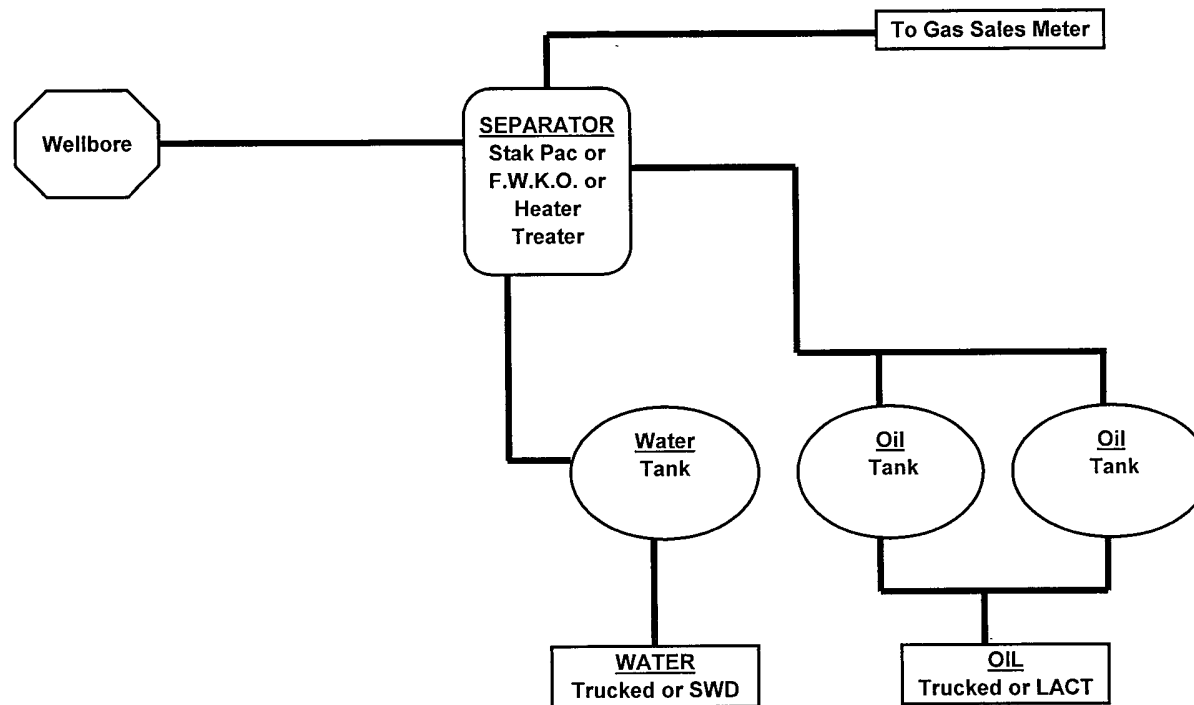 To Gas Sales Meter
Wellbore
SEPARATOR
Stak Pac or
F.W.K.O. or
Heater
Treater
Water
Tank
Oil
Tank
Oil
Tank
WATER
Trucked or SWD
OIL
Trucked or LACT